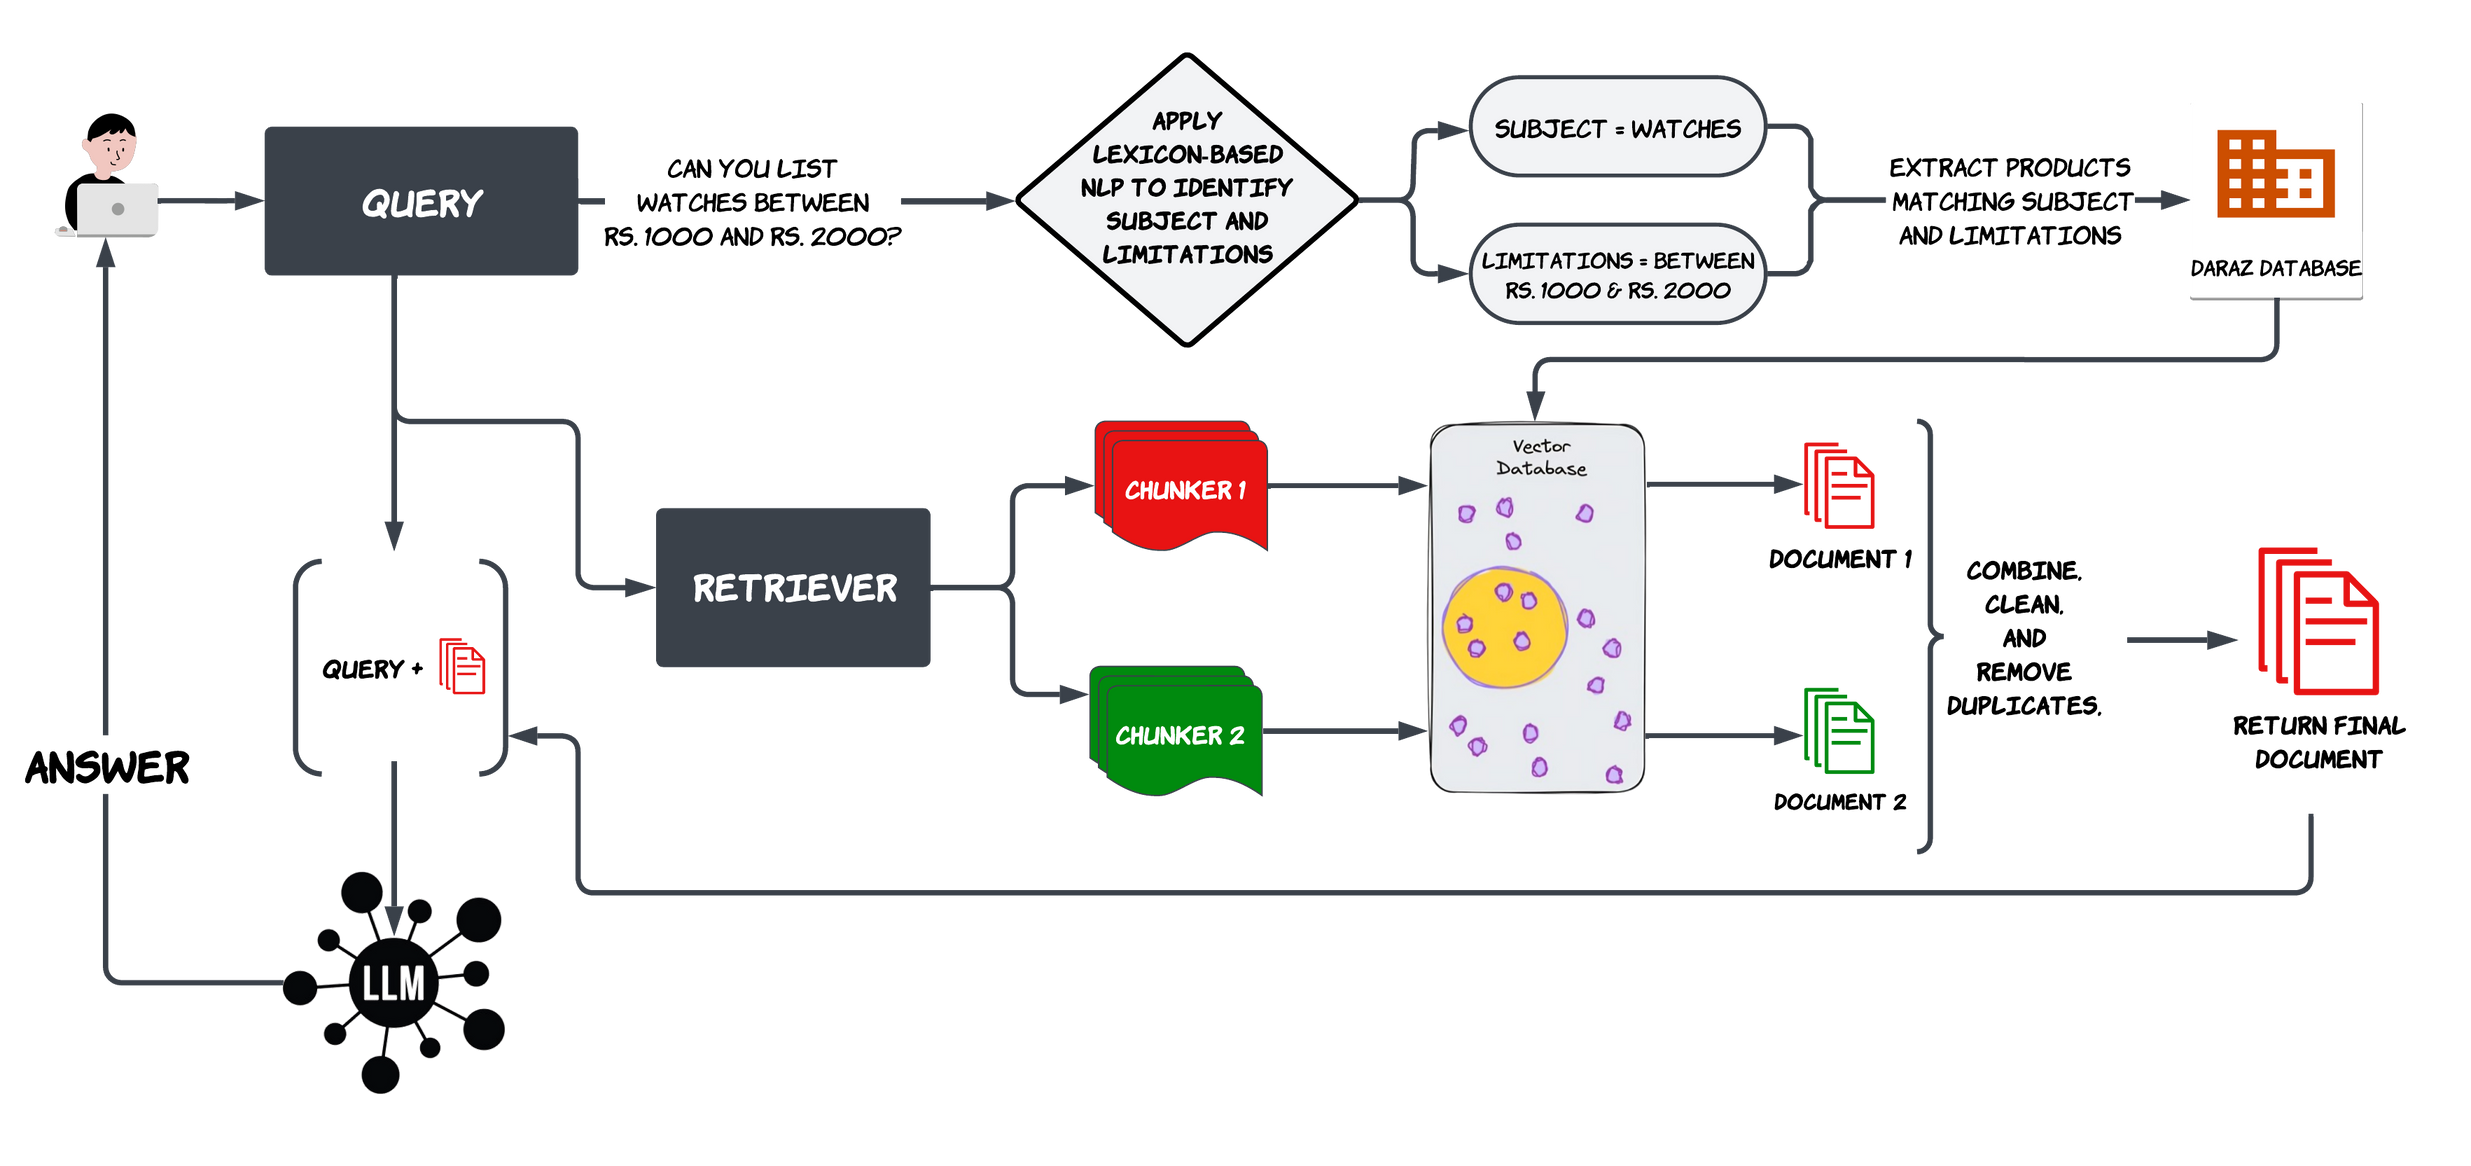 QUERY
CAN YOU LIST
WATCHES BETWEEN
RS. 1000 AND RS. 2000?
APPLY
LEXICON-BASED
NLP TO IDENTIFY
SUBJECT AND
LIMITATIONS
SUBJECT = WATCHES
LIMITATIONS = BETWEEN
RS. 1000 & RS. 2000
EXTRACT PRODUCTS
MATCHING SUBJECT
AND LIMITATIONS
DARAZ DATABASE
RETRIEVER
CHUNKER 1
CHUNKER 2
Vector
Database
DOCUMENT 1
DOCUMENT 2
COMBINE,
CLEAN,
AND
REMOVE
DUPLICATES.
RETURN FINAL
DOCUMENT
QUERY +
LLM
ANSWER